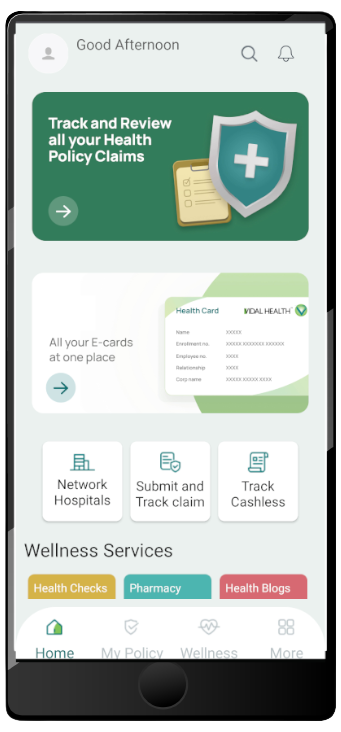 Good Afternoon
Track and Review
all your Health
Policy Claims
All your E-cards
at one place
Health Card
VIDAL HEALTH
Name XXXXX
Enrollment no. XXXXX XXXXXXX XXXXXX
Employee no. XXXX
Relationship XXXX
Corp name XXXXX XXXXX XXXX
Network
Hospitals
Submit and
Track claim
Track
Cashless
Wellness Services
Health Checks
Pharmacy
Health Blogs
Home
My Policy
Wellness
More